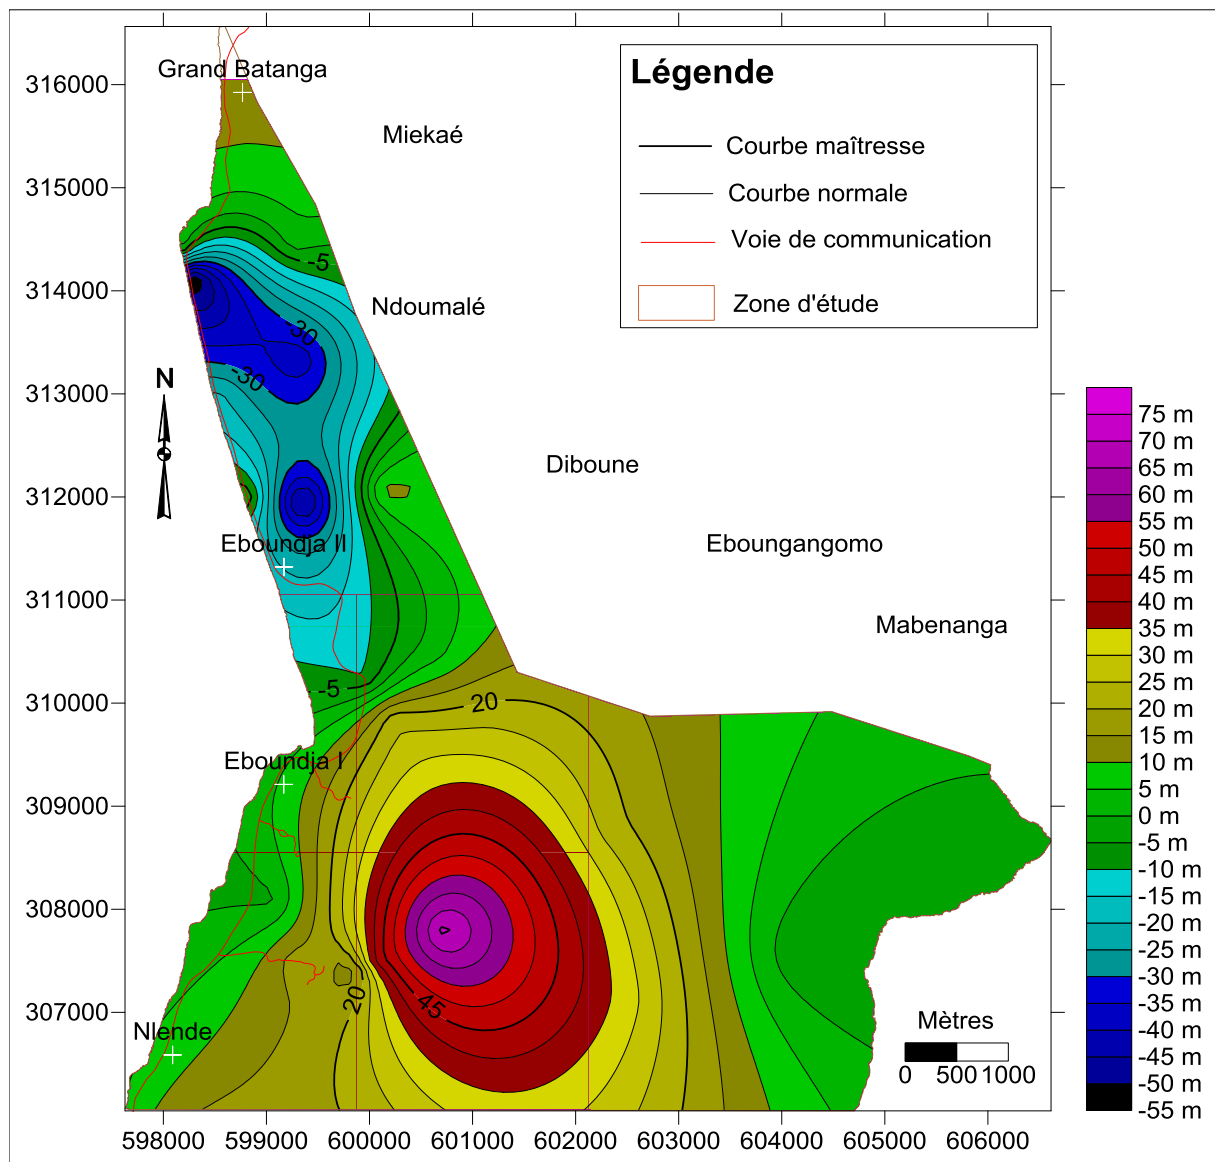 Légende
Courbe maîtresse
Courbe normale
Voie de communication
Zone d'étude
316000
315000
314000
313000
312000
311000
310000
309000
308000
307000
Grand Batanga
Miekaé
-5
Ndoumalé
-30
-30
N
Diboune
Eboundja II
Eboungangomo
Mabenanga
-5
20
Eboundja I
45
20
Nlende
Mètres
0 500 1000
75 m
70 m
65 m
60 m
55 m
50 m
45 m
40 m
35 m
30 m
25 m
20 m
15 m
10 m
5 m
0 m
-5 m
-10 m
-15 m
-20 m
-25 m
-30 m
-35 m
-40 m
-45 m
-50 m
-55 m
598000 599000 600000 601000 602000 603000 604000 605000 606000